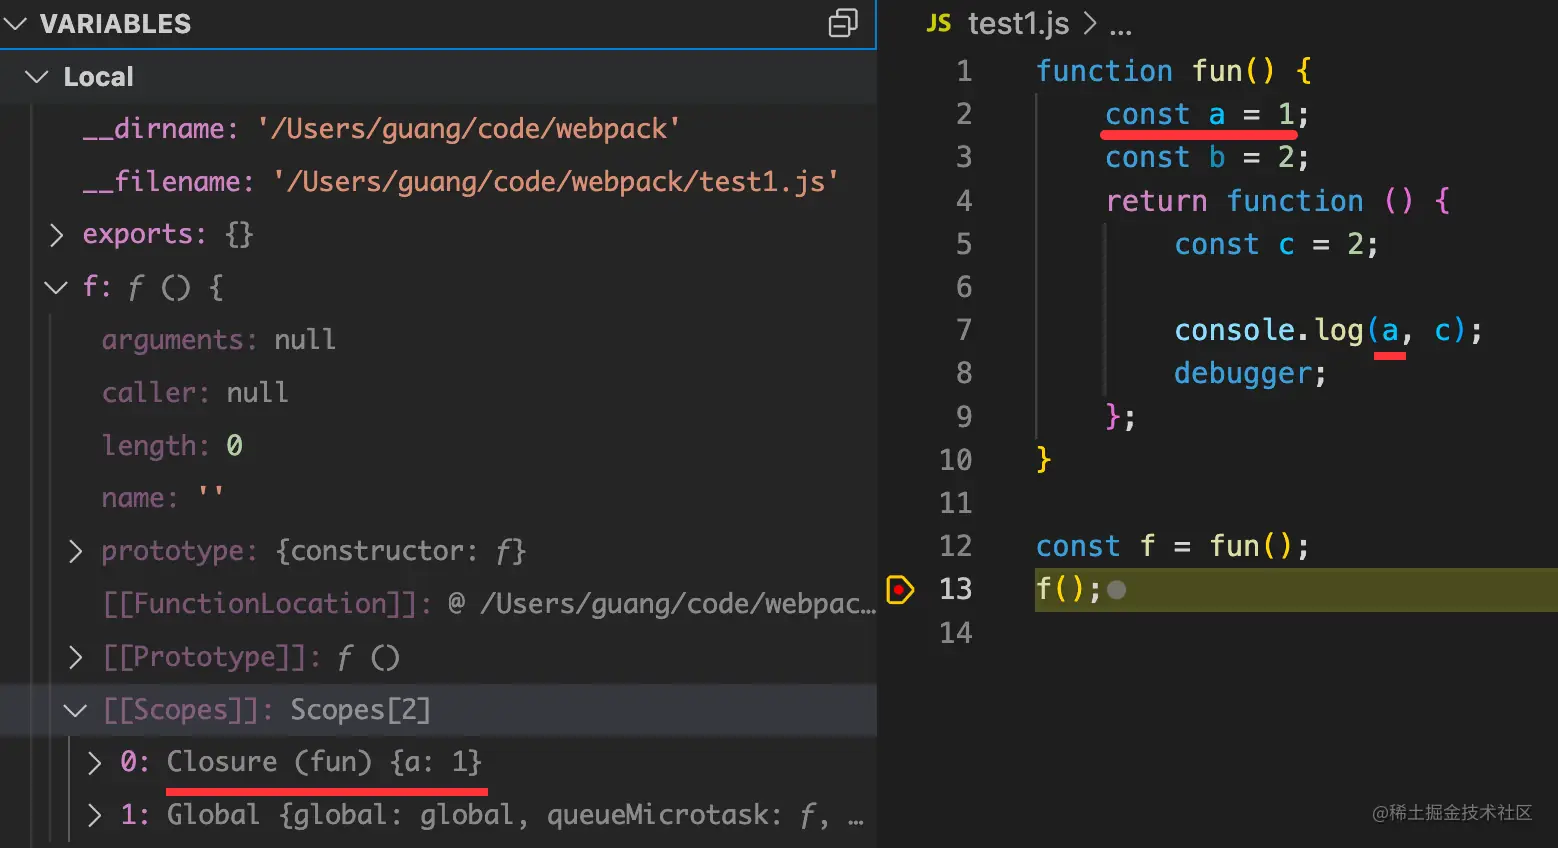 VARIABLES
Local
__dirname: '/Users/guang/code/webpack'
__filename: '/Users/guang/code/webpack/test1.js'
exports: {}
f: ƒ () {
arguments: null
caller: null
length: 0
name: ''
prototype: {constructor: ƒ}
[[FunctionLocation]]: @ /Users/guang/code/webpac…
[[Prototype]]: ƒ ()
[[Scopes]]: Scopes[2]
0: Closure (fun) {a: 1}
1: Global {global: global, queueMicrotask: ƒ, …
JS test1.js > ...
1 function fun() {
2 const a = 1;
3 const b = 2;
4 return function () {
5 const c = 2;
6
7 console.log(a, c);
8 debugger;
9 };
10 }
11
12 const f = fun();
13 f();
14
@稀土掘金技术社区